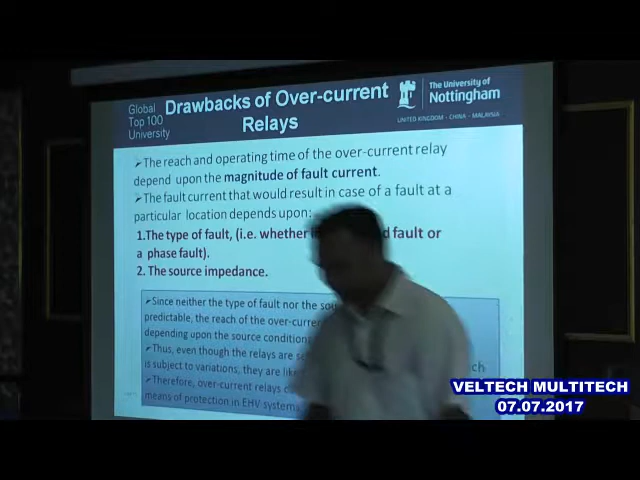 Global
Top 100
University
Drawbacks of Over-current
Relays
The University of
Nottingham
UNITED KINGDOM · CHINA · MALAYSIA
➢The reach and operating time of the over-current relay
depend upon the magnitude of fault current.
➢The fault current that would result in case of a fault at a
particular location depends upon:
1.The type of fault, (i.e. whether fault or
a phase fault).
2. The source impedance.
➢Since neither the type of fault nor the
predictable, the reach of the
depending upon the source
➢Thus, even though the relays are
is subject to variations, they are
➢Therefore, over-current relays
means of protection in EHV systems
VELTECH MULTITECH
07.07.2017